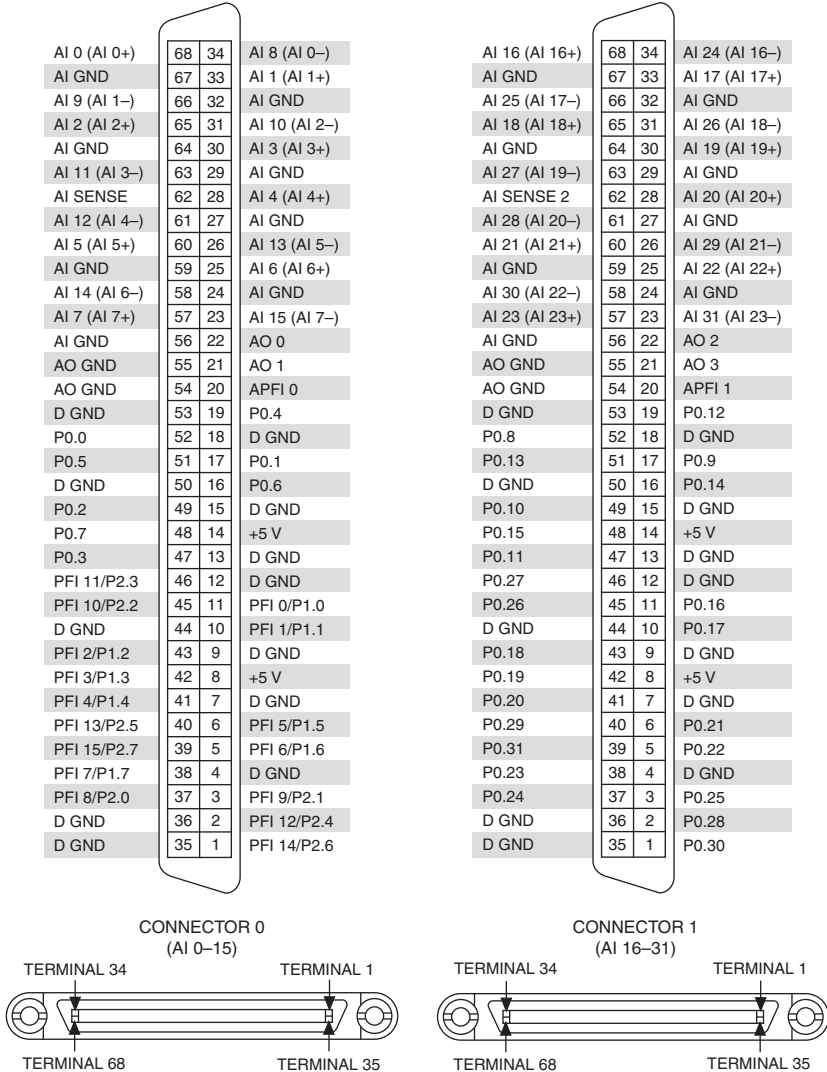 AI 0 (AI 0+) 68 34 AI 8 (AI 0–)
AI GND 67 33 AI 1 (AI 1+)
AI 9 (AI 1–) 66 32 AI GND
AI 2 (AI 2+) 65 31 AI 10 (AI 2–)
AI GND 64 30 AI 3 (AI 3+)
AI 11 (AI 3–) 63 29 AI GND
AI SENSE 62 28 AI 4 (AI 4+)
AI 12 (AI 4–) 61 27 AI GND
AI 5 (AI 5+) 60 26 AI 13 (AI 5–)
AI GND 59 25 AI 6 (AI 6+)
AI 14 (AI 6–) 58 24 AI GND
AI 7 (AI 7+) 57 23 AI 15 (AI 7–)
AI GND 56 22 AO 0
AO GND 55 21 AO 1
AO GND 54 20 APFI 0
D GND 53 19 P0.4
P0.0 52 18 D GND
P0.5 51 17 P0.1
D GND 50 16 P0.6
P0.2 49 15 D GND
P0.7 48 14 +5 V
P0.3 47 13 D GND
PFI 11/P2.3 46 12 D GND
PFI 10/P2.2 45 11 PFI 0/P1.0
D GND 44 10 PFI 1/P1.1
PFI 2/P1.2 43 9 D GND
PFI 3/P1.3 42 8 +5 V
PFI 4/P1.4 41 7 D GND
PFI 13/P2.5 40 6 PFI 5/P1.5
PFI 15/P2.7 39 5 PFI 6/P1.6
PFI 7/P1.7 38 4 D GND
PFI 8/P2.0 37 3 PFI 9/P2.1
D GND 36 2 PFI 12/P2.4
D GND 35 1 PFI 14/P2.6
CONNECTOR 0
(AI 0–15)
TERMINAL 34 TERMINAL 1
TERMINAL 68 TERMINAL 35
AI 16 (AI 16+) 68 34 AI 24 (AI 16–)
AI GND 67 33 AI 17 (AI 17+)
AI 25 (AI 17–) 66 32 AI GND
AI 18 (AI 18+) 65 31 AI 26 (AI 18–)
AI GND 64 30 AI 19 (AI 19+)
AI 27 (AI 19–) 63 29 AI GND
AI SENSE 2 62 28 AI 20 (AI 20+)
AI 28 (AI 20–) 61 27 AI GND
AI 21 (AI 21+) 60 26 AI 29 (AI 21–)
AI GND 59 25 AI 22 (AI 22+)
AI 30 (AI 22–) 58 24 AI GND
AI 23 (AI 23+) 57 23 AI 31 (AI 23–)
AI GND 56 22 AO 2
AO GND 55 21 AO 3
AO GND 54 20 APFI 1
D GND 53 19 P0.12
P0.8 52 18 D GND
P0.13 51 17 P0.9
D GND 50 16 P0.14
P0.10 49 15 D GND
P0.15 48 14 +5 V
P0.11 47 13 D GND
P0.27 46 12 D GND
P0.26 45 11 P0.16
D GND 44 10 P0.17
P0.18 43 9 D GND
P0.19 42 8 +5 V
P0.20 41 7 D GND
P0.29 40 6 P0.21
P0.31 39 5 P0.22
P0.23 38 4 D GND
P0.24 37 3 P0.25
D GND 36 2 P0.28
D GND 35 1 P0.30
CONNECTOR 1
(AI 16–31)
TERMINAL 34 TERMINAL 1
TERMINAL 68 TERMINAL 35